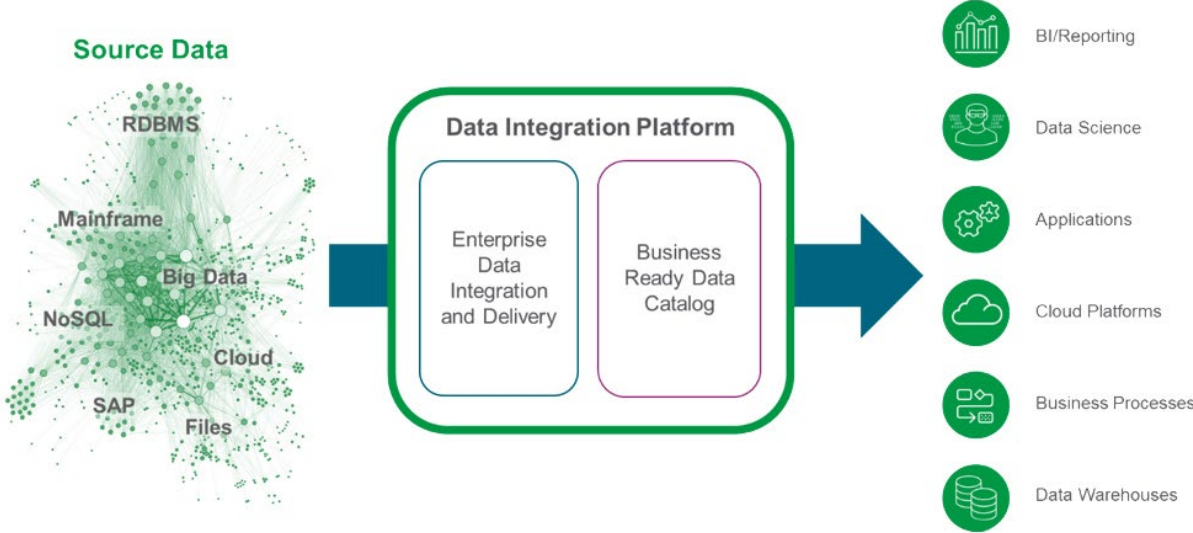 Source Data
RDBMS
Mainframe
Big Data
NoSQL
Cloud
SAP
Files
Data Integration Platform
Enterprise
Data
Integration
and Delivery
Business
Ready Data
Catalog
BI/Reporting
Data Science
Applications
Cloud Platforms
Business Processes
Data Warehouses